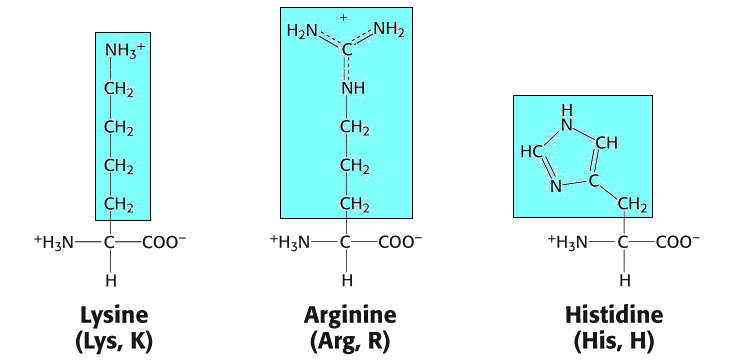 NH3+
CH2
CH2
CH2
CH2
+H3N C COO−
H
Lysine
(Lys, K)
+
H2N NH2
C
NH
CH2
CH2
CH2
+H3N C COO−
H
Arginine
(Arg, R)
H
N
HC CH
N C
CH2
+H3N C COO−
H
Histidine
(His, H)